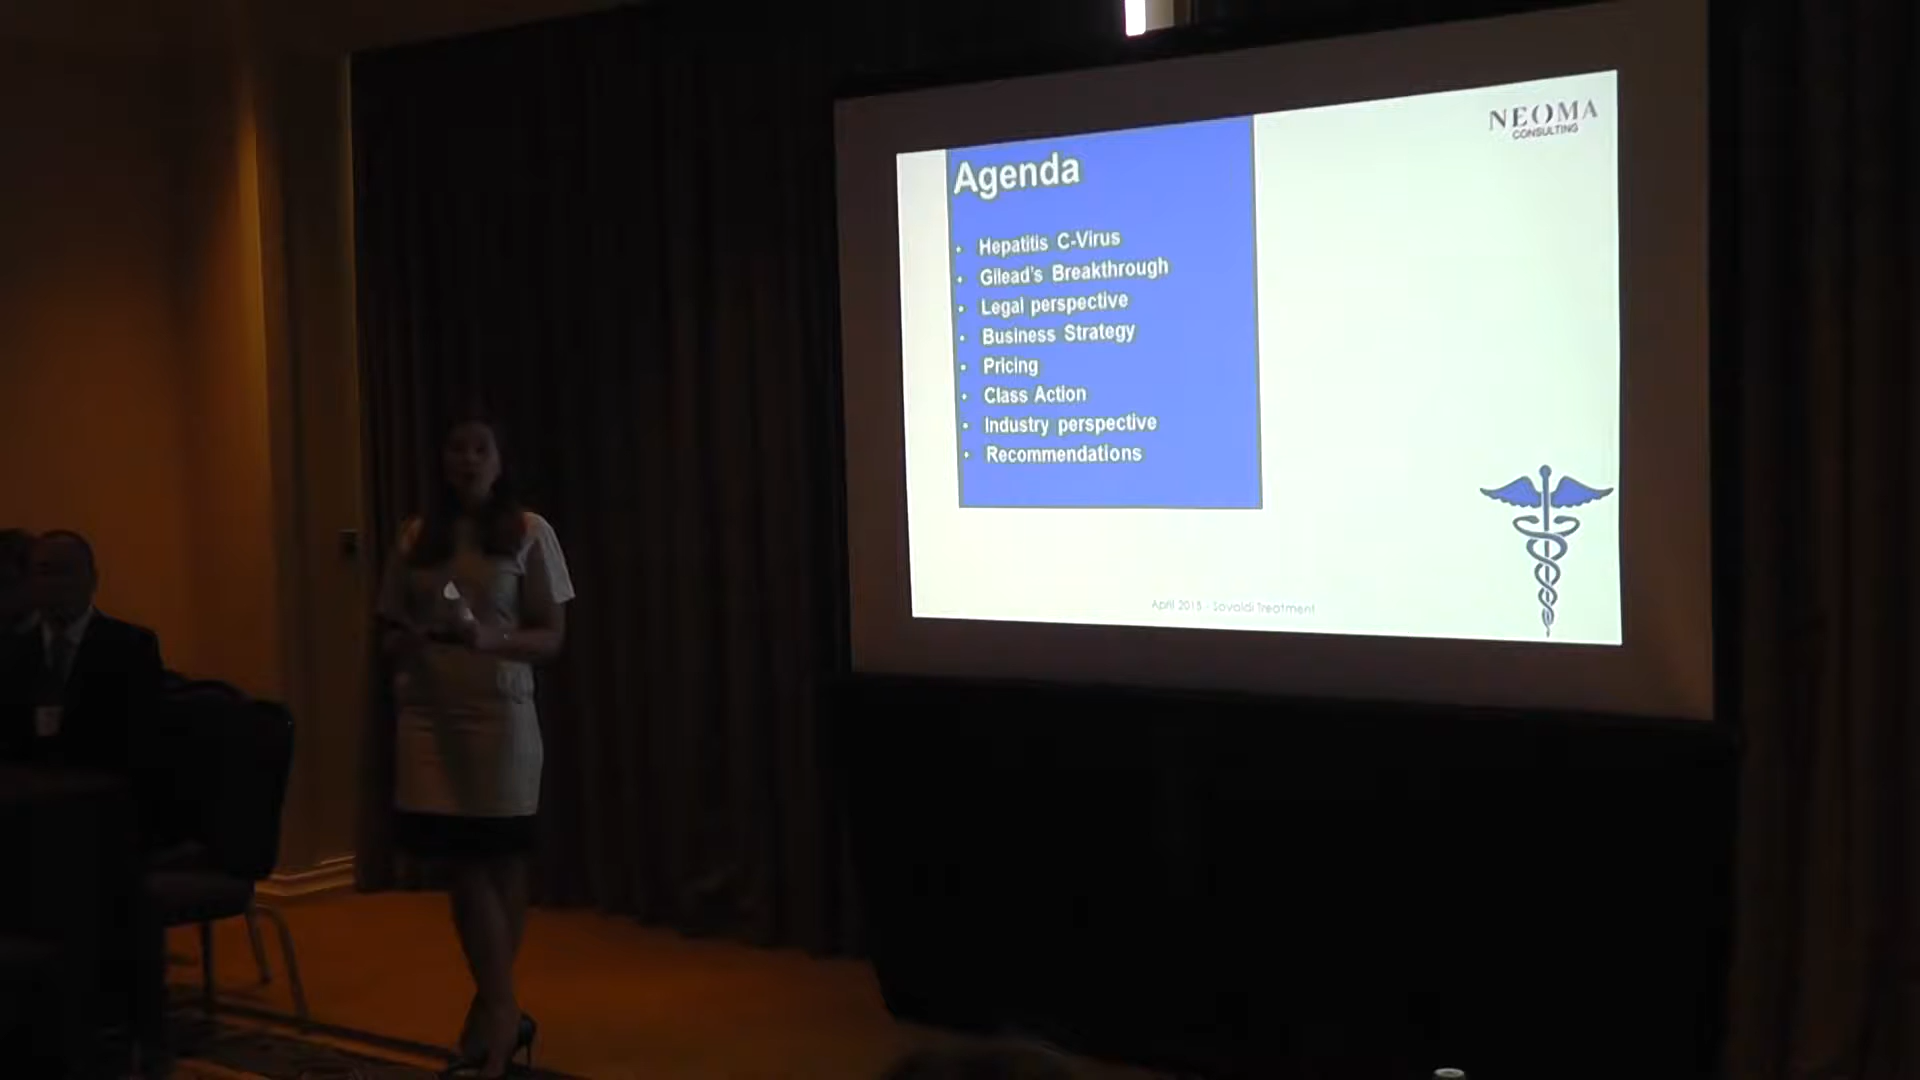 NEOMA
CONSULTING
Agenda
• Hepatitis C-Virus
• Gilead's Breakthrough
• Legal perspective
• Business Strategy
• Pricing
• Class Action
• Industry perspective
• Recommendations
April 2015 - Sovaldi Treatment